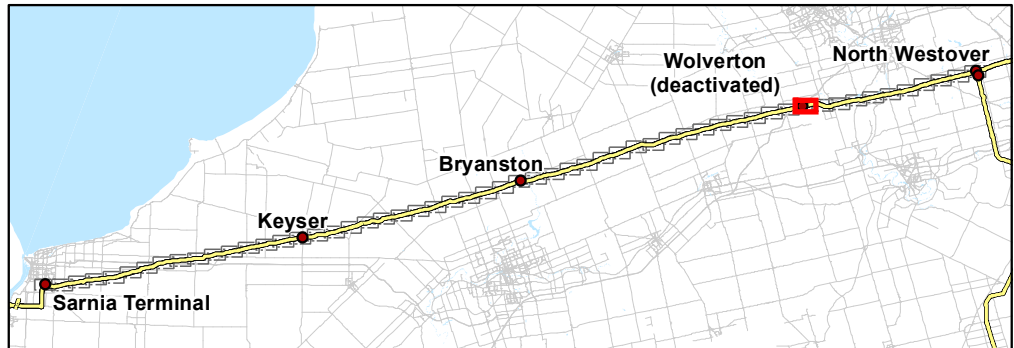 Wolverton
(deactivated)
North Westover
Bryanston
Keyser
Sarnia Terminal